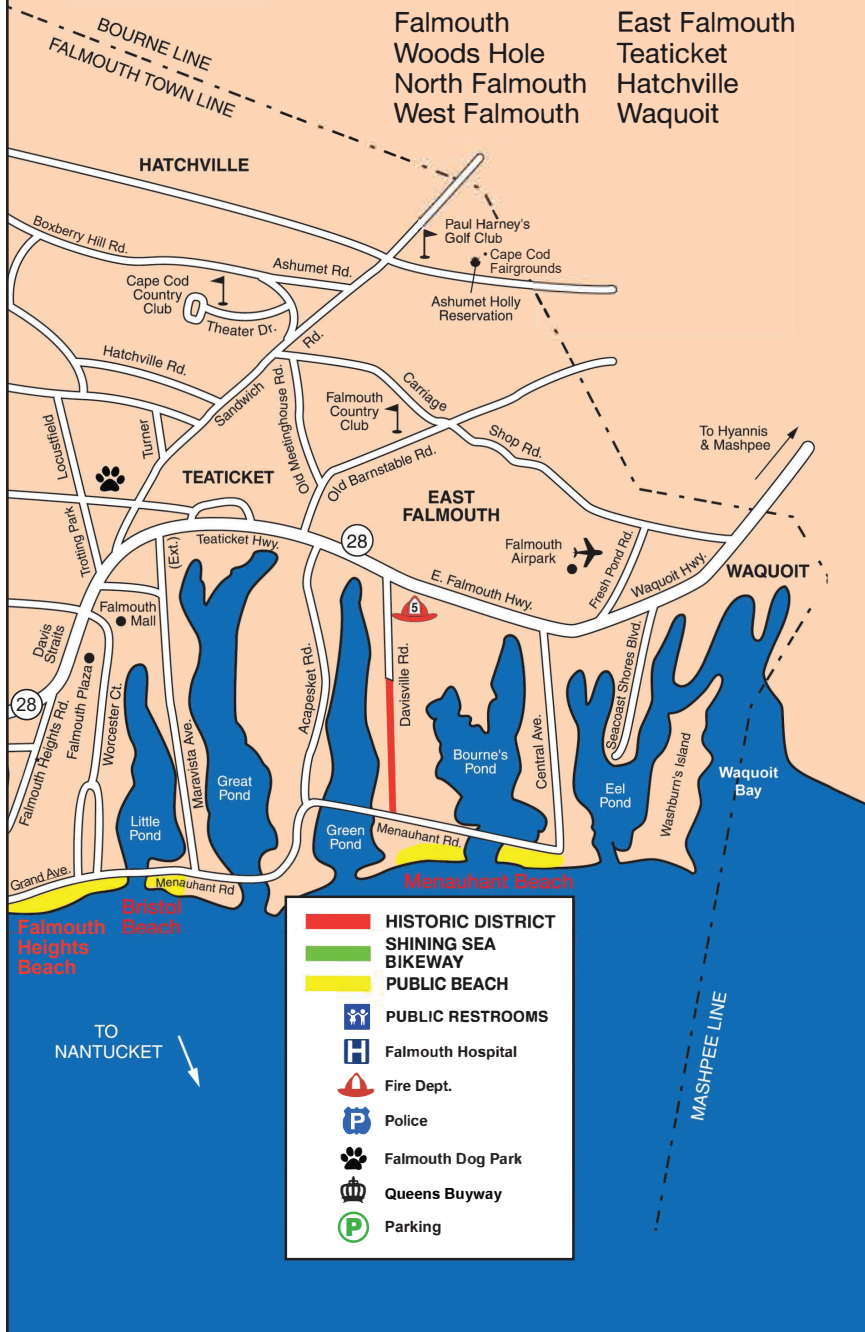 Falmouth
Woods Hole
North Falmouth
West Falmouth
East Falmouth
Teaticket
Hatchville
Waquoit
BOURNE LINE
FALMOUTH TOWN LINE
HATCHVILLE
Boxberry Hill Rd.
Ashumet Rd.
Paul Harney's
Golf Club
Cape Cod
Fairgrounds
Ashumet Holly
Reservation
Cape Cod
Country
Club
Theater Dr.
Hatchville Rd.
Sandwich
Rd.
Carriage
Shop Rd.
Locustfield
Turner
Old Meetinghouse Rd.
Falmouth
Country
Club
Old Barnstable Rd.
To Hyannis
& Mashpee
TEATICKET
EAST
FALMOUTH
Trotting Park
(Ext.)
Teaticket Hwy.
28
Falmouth
Airpark
E. Falmouth Hwy.
Fresh Pond Rd.
Waquoit Hwy.
WAQUOIT
5
Falmouth
Mall
Davis
Straits
28
Falmouth Heights Rd.
Falmouth Plaza
Worcester Ct.
Maravista Ave.
Acapesket Rd.
Davisville Rd.
Central Ave.
Seacoast Shores Blvd.
Washburn's Island
Little
Pond
Great
Pond
Green
Pond
Bourne's
Pond
Eel
Pond
Waquoit
Bay
Menauhant Rd.
Grand Ave.
Menauhant Rd
Menauhant Beach
Bristol
Beach
Falmouth
Heights
Beach
TO
NANTUCKET
MASHPEE LINE
HISTORIC DISTRICT
SHINING SEA
BIKEWAY
PUBLIC BEACH
PUBLIC RESTROOMS
H
Falmouth Hospital
Fire Dept.
P
Police
Falmouth Dog Park
Queens Buyway
P
Parking